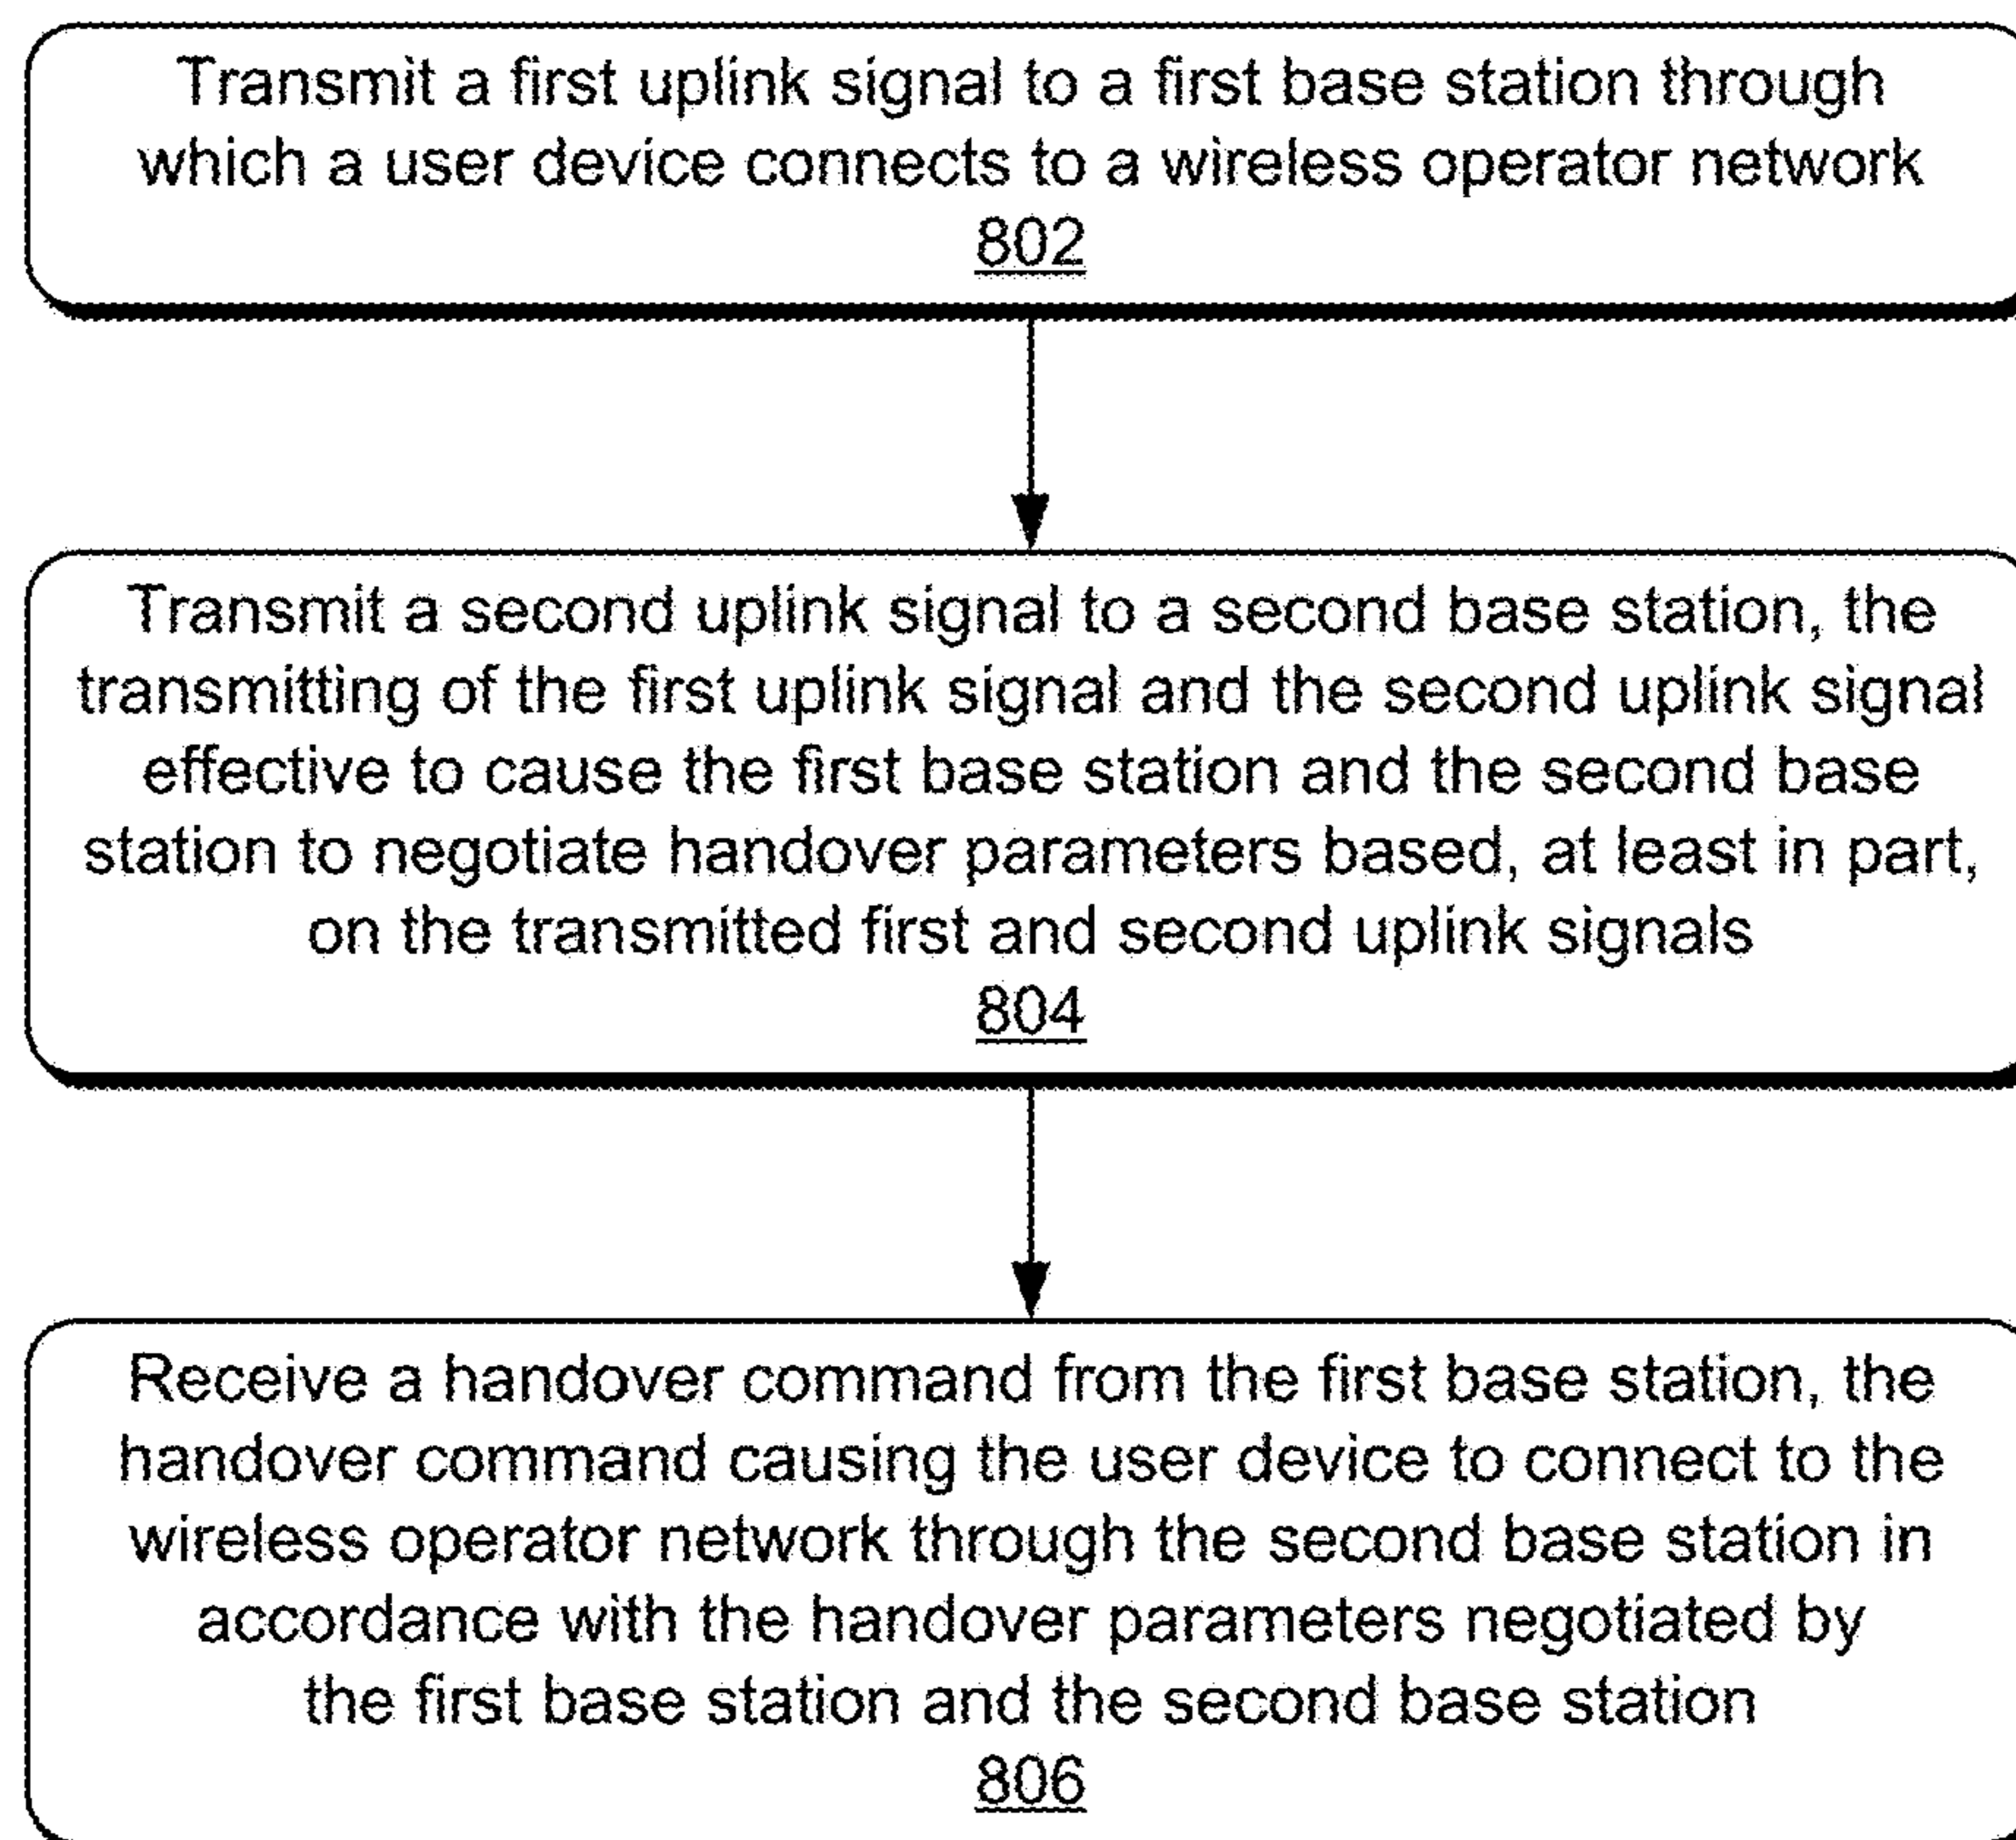 Transmit a first uplink signal to a first base station through
which a user device connects to a wireless operator network
802
Transmit a second uplink signal to a second base station, the
transmitting of the first uplink signal and the second uplink signal
effective to cause the first base station and the second base
station to negotiate handover parameters based, at least in part,
on the transmitted first and second uplink signals
804
Receive a handover command from the first base station, the
handover command causing the user device to connect to the
wireless operator network through the second base station in
accordance with the handover parameters negotiated by
the first base station and the second base station
806